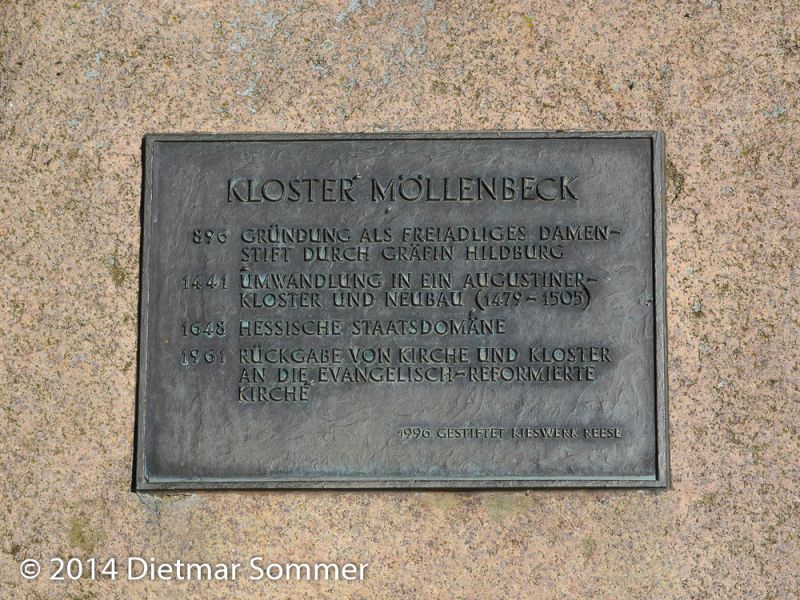 KLOSTER MÖLLENBECK
896 GRÜNDUNG ALS FREIADLIGES DAMEN-
STIFT DURCH GRÄFIN HILDBURG
1441 UMWANDLUNG IN EIN AUGUSTINER-
KLOSTER UND NEUBAU (1479-1505)
1648 HESSISCHE STAATSDOMÄNE
1961 RÜCKGABE VON KIRCHE UND KLOSTER
AN DIE EVANGELISCH-REFORMIERTE
KIRCHE
1996 GESTIFTET KIESWERK REESE
© 2014 Dietmar Sommer